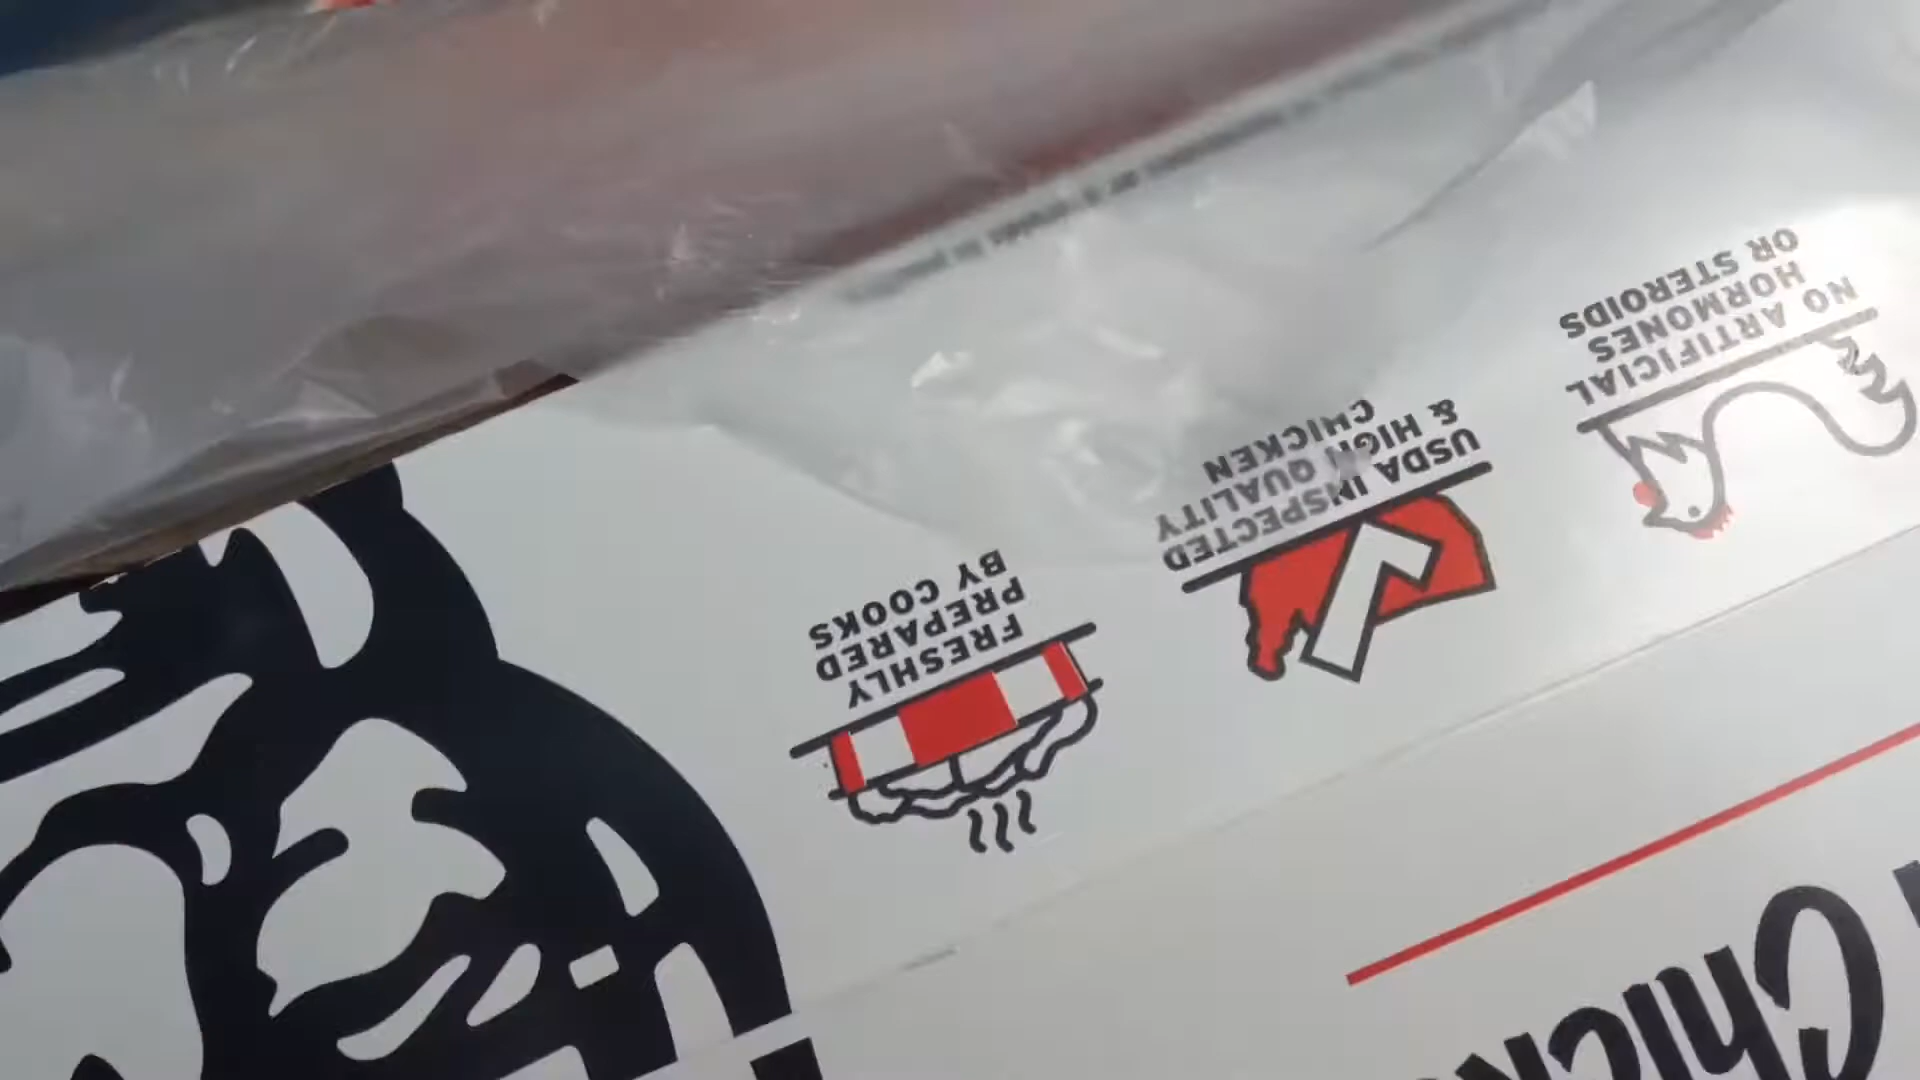 NO ARTIFICIAL
HORMONES
OR STEROIDS
USDA INSPECTED
& HIGH QUALITY
CHICKEN
FRESHLY
PREPARED
BY COOKS